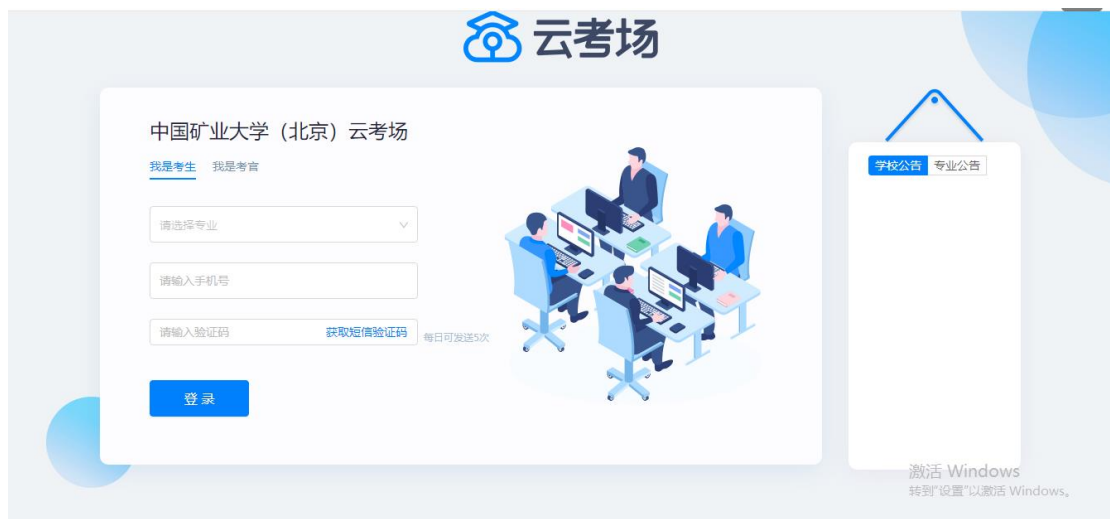 云考场
中国矿业大学（北京）云考场
我是考生 我是考官
请选择专业
请输入手机号
请输入验证码 获取短信验证码 每日可发送5次
登录
学校公告 专业公告
激活 Windows
转到"设置"以激活 Windows。